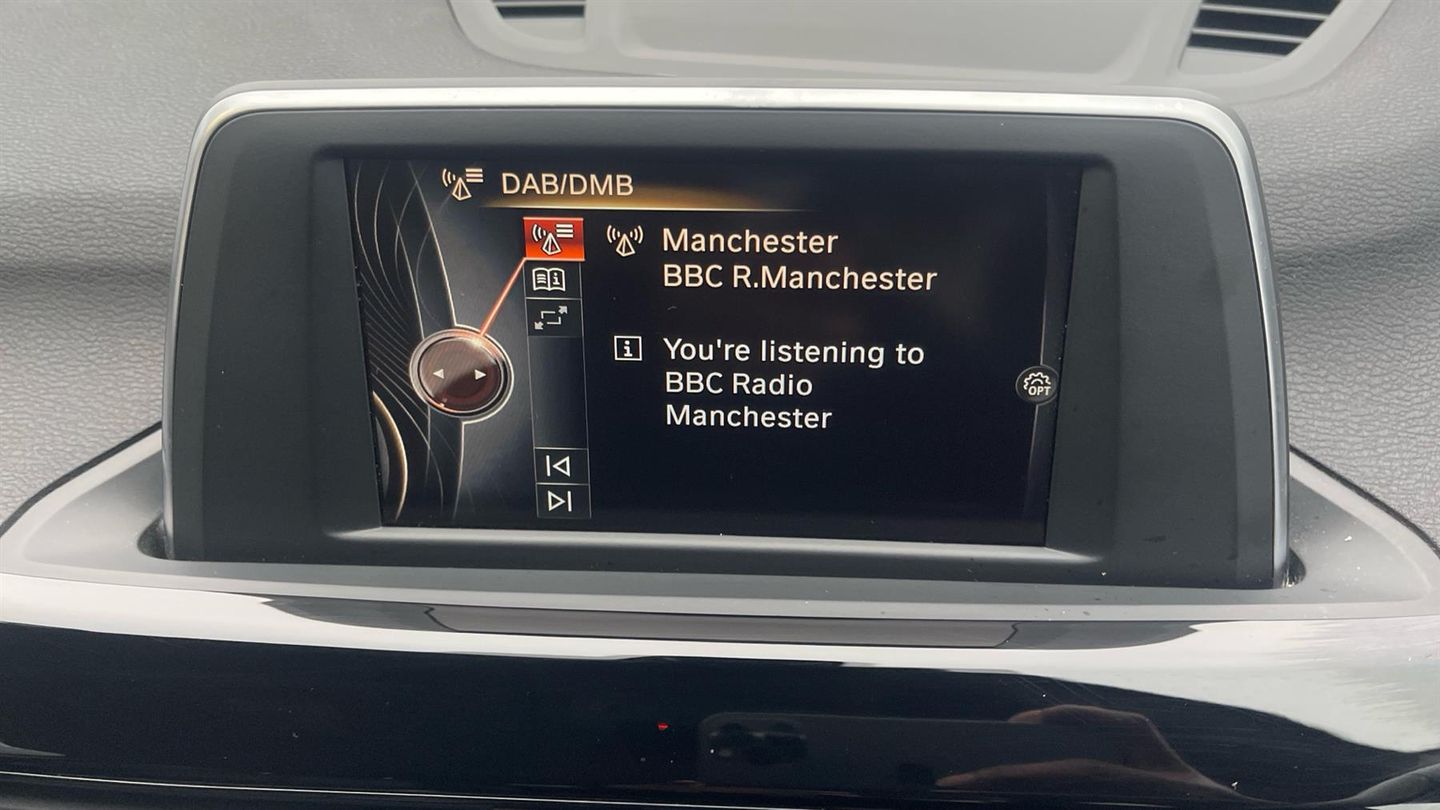 DAB/DMB
Manchester
BBC R.Manchester
You're listening to
BBC Radio
Manchester
OPT